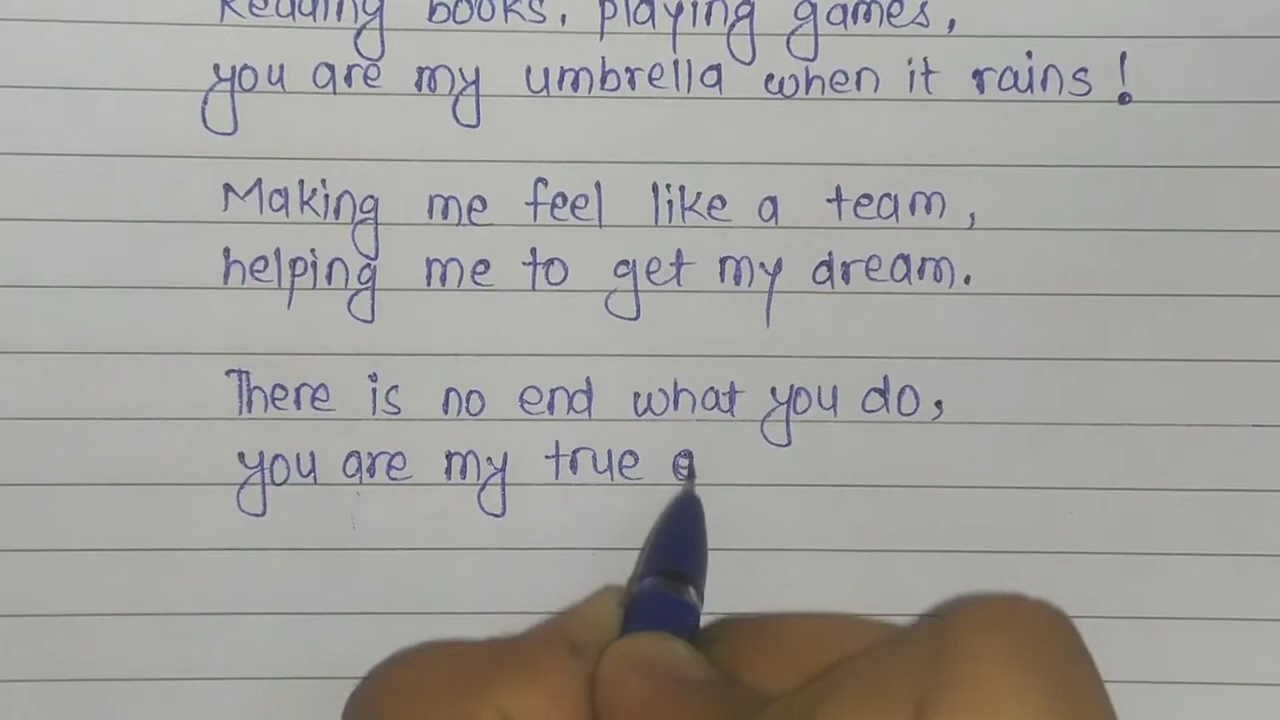 Reading books, playing games,
you are my umbrella when it rains!
Making me feel like a team,
helping me to get my dream.
There is no end what you do,
you are my true